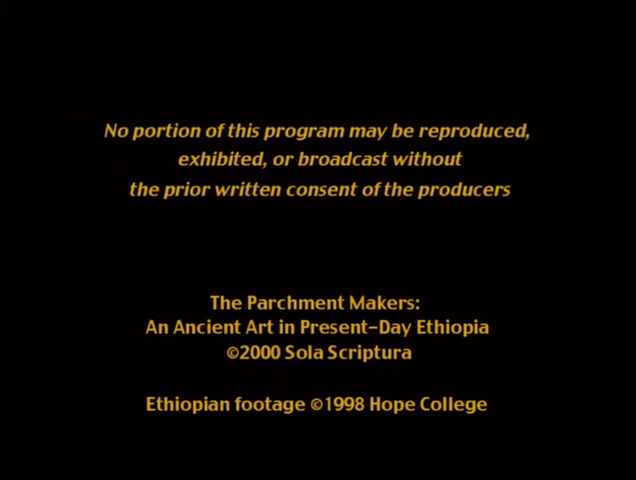 No portion of this program may be reproduced,
exhibited, or broadcast without
the prior written consent of the producers
The Parchment Makers:
An Ancient Art in Present-Day Ethiopia
©2000 Sola Scriptura
Ethiopian footage ©1998 Hope College